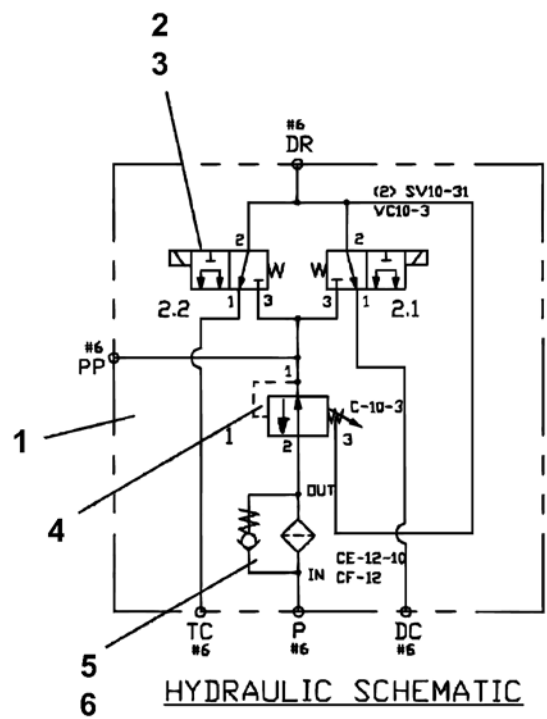 2
3
#6
DR
(2) SV10-31
VC10-3
2
2
2.2
1
3
3
1
2.1
#6
PP
1
C-10-3
1
1
2
3
4
OUT
CE-12-10
IN
CF-12
TC
P
DC
#6
#6
#6
5
6
HYDRAULIC SCHEMATIC